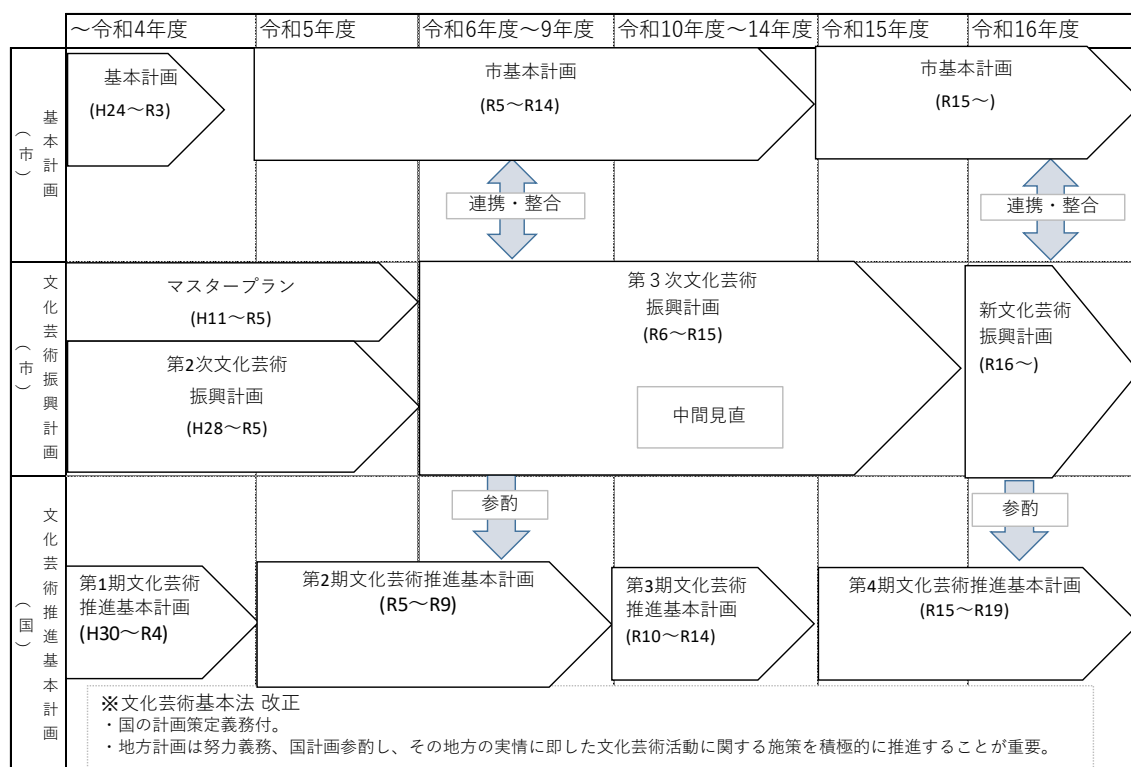 ～令和4年度
令和5年度
令和6年度～9年度
令和10年度～14年度
令和15年度
令和16年度
基本計画
（市）
基本計画
(H24～R3)
市基本計画
(R5～R14)
市基本計画
(R15～)
連携・整合
連携・整合
文化芸術振興計画
（市）
マスタープラン
(H11～R5)
第2次文化芸術
振興計画
(H28～R5)
第３次文化芸術
振興計画
(R6～R15)
中間見直
新文化芸術
振興計画
(R16～)
参酌
参酌
文化芸術推進基本計画
（国）
第1期文化芸術
推進基本計画
(H30～R4)
第2期文化芸術推進基本計画
(R5～R9)
第3期文化芸術
推進基本計画
(R10～R14)
第4期文化芸術推進基本計画
(R15～R19)
※文化芸術基本法 改正
・国の計画策定義務付。
・地方計画は努力義務、国計画参酌し、その地方の実情に即した文化芸術活動に関する施策を積極的に推進することが重要。